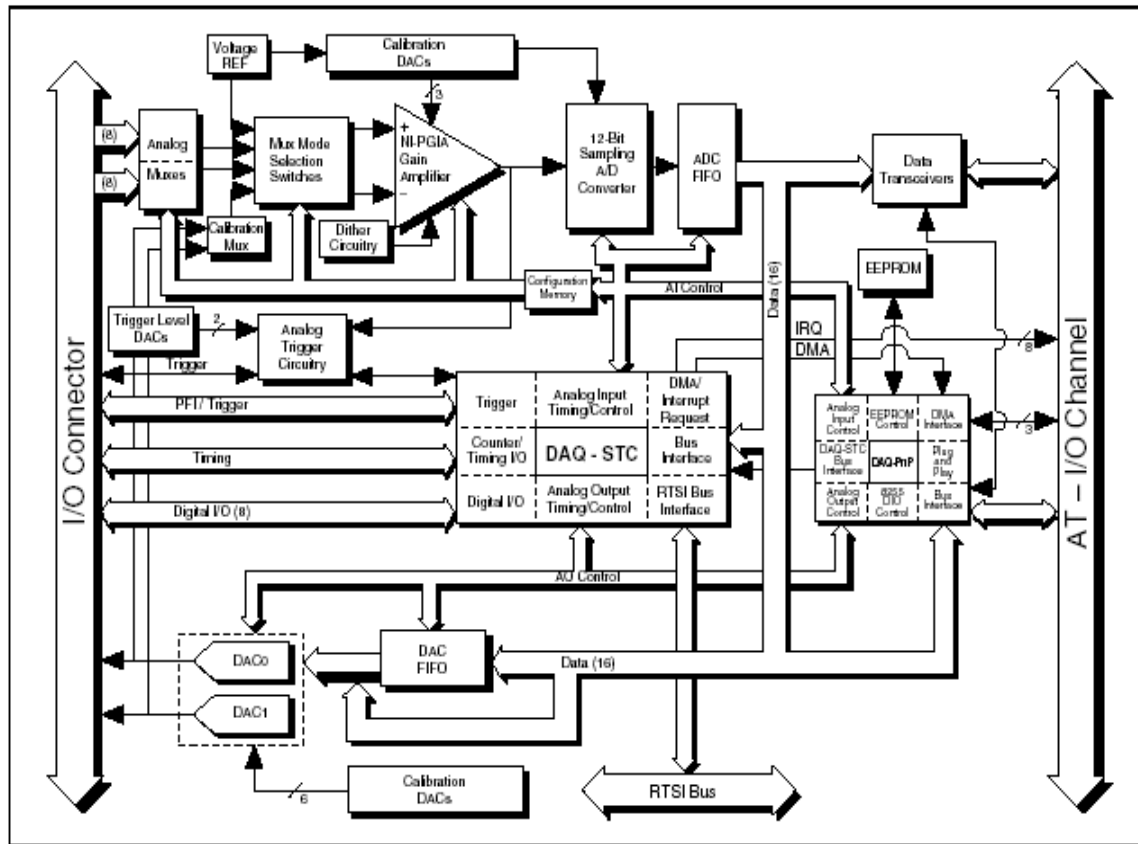 Voltage
REF
Calibration
DACs
3
(8)
(8)
Analog
Muxes
Mux Mode
Selection
Switches
+
NI-PGIA
Gain
Amplifier
–
12-Bit
Sampling
A/D
Converter
ADC
FIFO
Data
Transceivers
Calibration
Mux
Dither
Circuitry
Configuration
Memory
AI Control
Data (16)
EEPROM
Trigger Level
DACs
2
Analog
Trigger
Circuitry
Trigger
IRQ
DMA
8
I/O Connector
AT – I/O Channel
PFI / Trigger
Timing
Digital I/O (8)
Trigger
Analog Input
Timing/Control
DMA/
Interrupt
Request
Counter/
Timing I/O
DAQ - STC
Bus
Interface
Digital I/O
Analog Output
Timing/Control
RTSI Bus
Interface
Analog
Input
Control
EEPROM
Control
DMA
Interface
3
DAQ-STC
Bus
Interface
DAQ-PnP
Plug
and
Play
Analog
Output
Control
8255
DIO
Control
Bus
Interface
AO Control
DAC0
DAC
FIFO
Data (16)
DAC1
6
Calibration
DACs
RTSI Bus